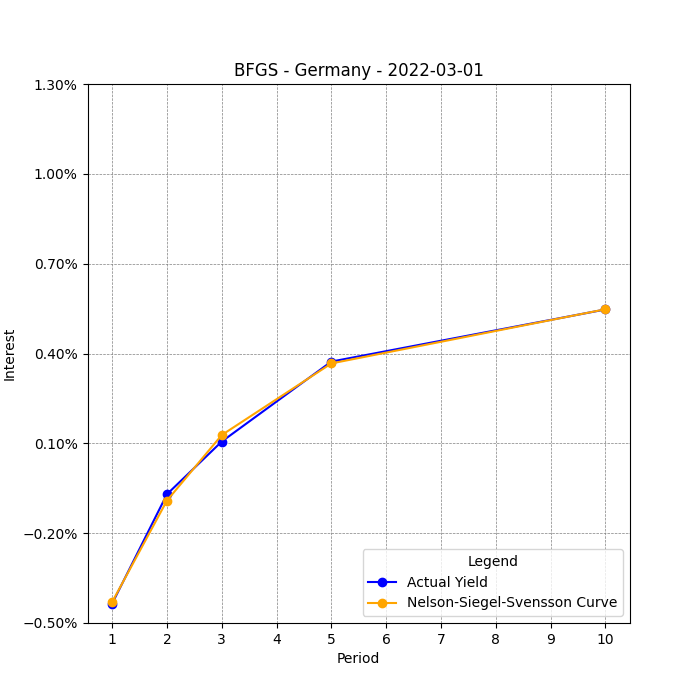 BFGS - Germany - 2022-03-01
1.30%
1.00%
0.70%
0.40%
0.10%
−0.20%
−0.50%
Interest
Legend
Actual Yield
Nelson-Siegel-Svensson Curve
1 2 3 4 5 6 7 8 9 10
Period